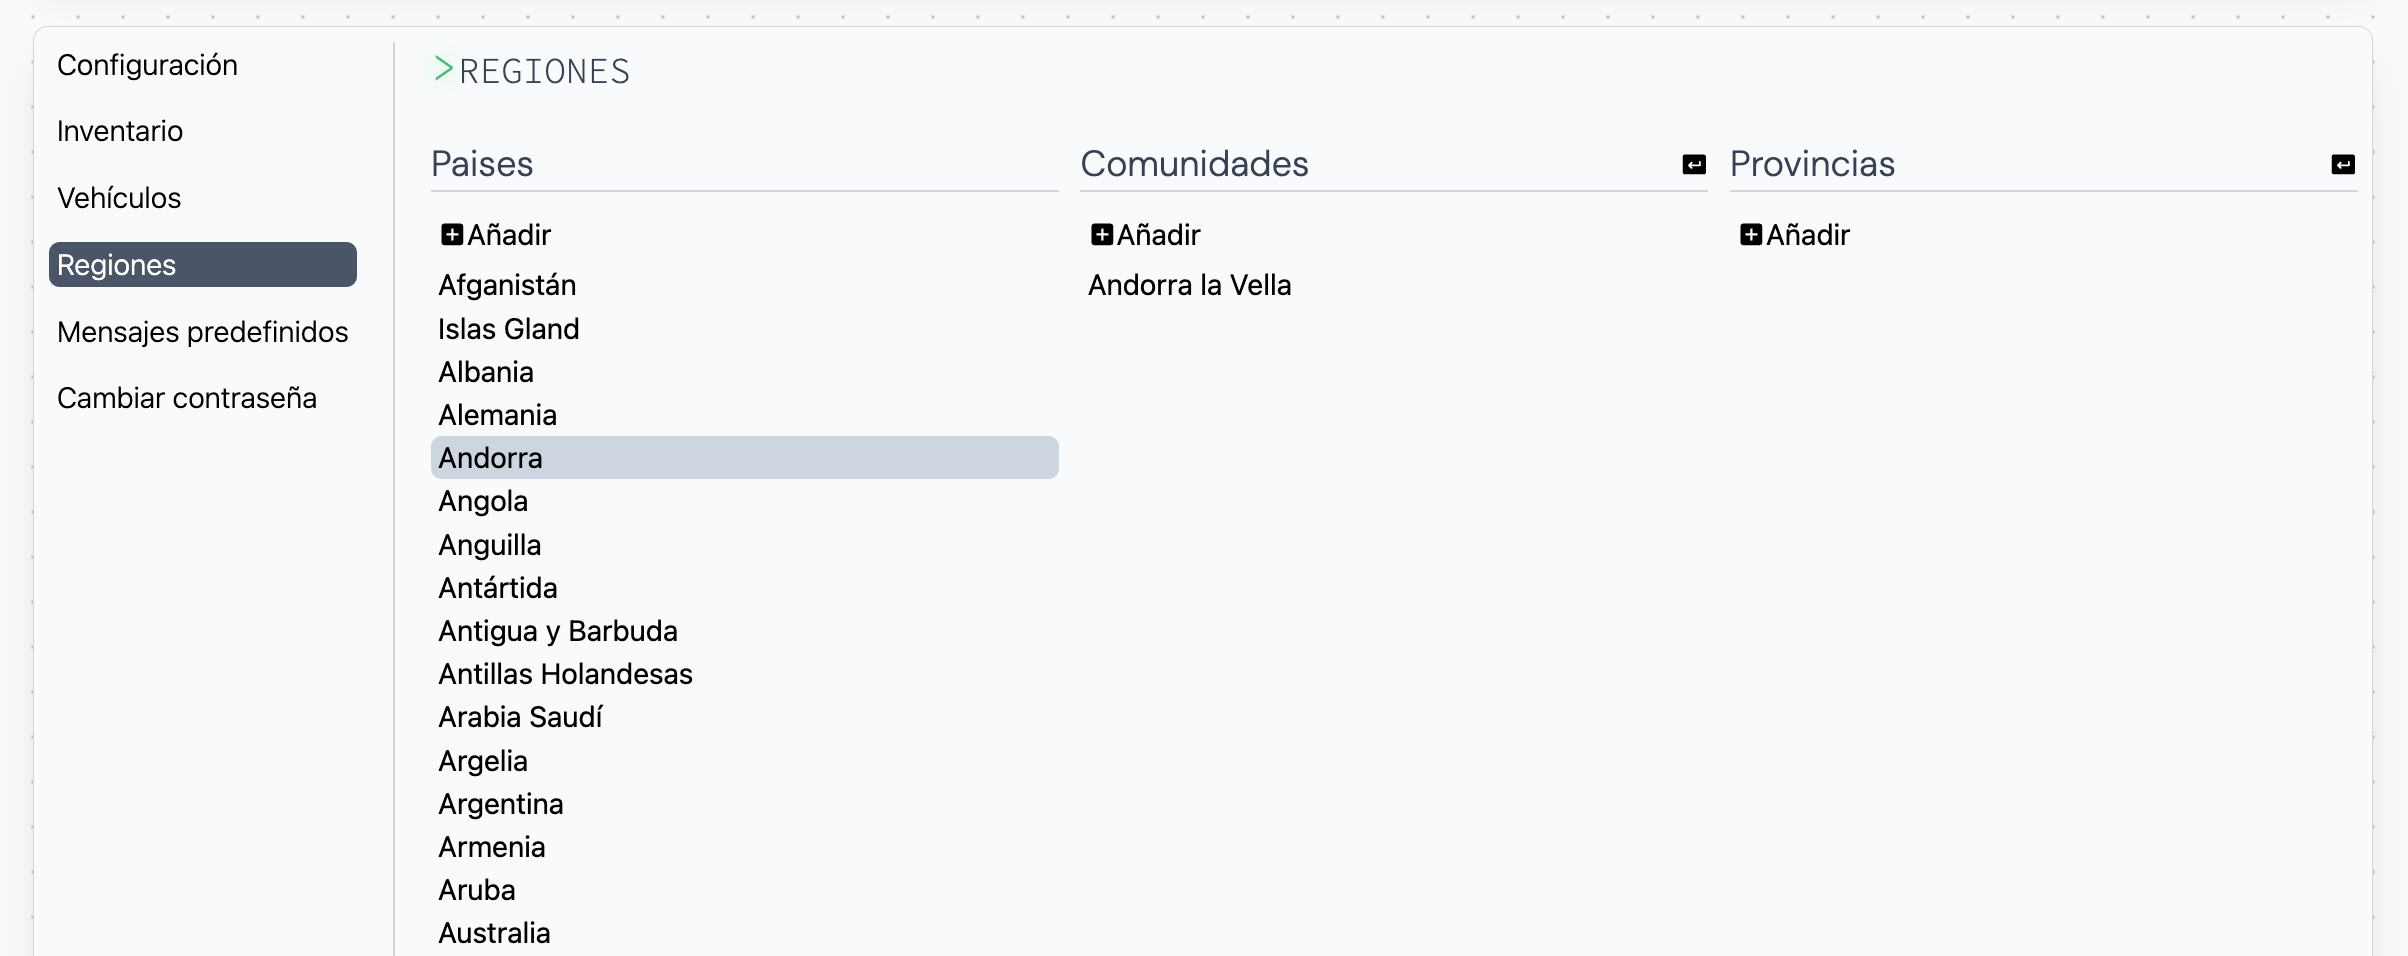 Configuración
Inventario
Vehículos
Regiones
Mensajes predefinidos
Cambiar contraseña
>REGIONES
Paises
Añadir
Afganistán
Islas Gland
Albania
Alemania
Andorra
Angola
Anguilla
Antártida
Antigua y Barbuda
Antillas Holandesas
Arabia Saudí
Argelia
Argentina
Armenia
Aruba
Australia
Comunidades
Añadir
Andorra la Vella
Provincias
Añadir